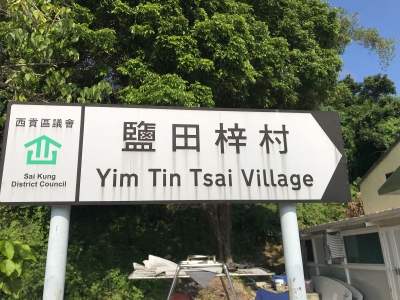 西貢區議會
Sai Kung
District Council
鹽田梓村
Yim Tin Tsai Village